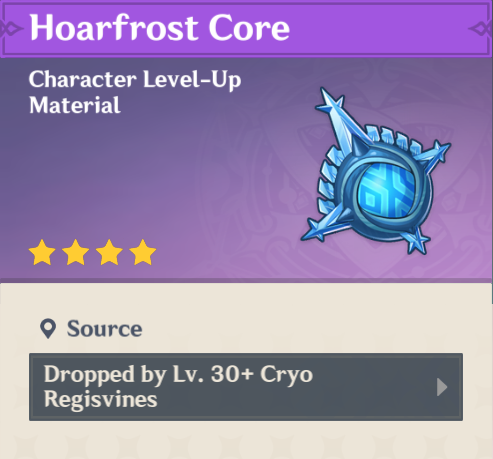 Hoarfrost Core
Character Level-Up
Material
Source
Dropped by Lv. 30+ Cryo
Regisvines